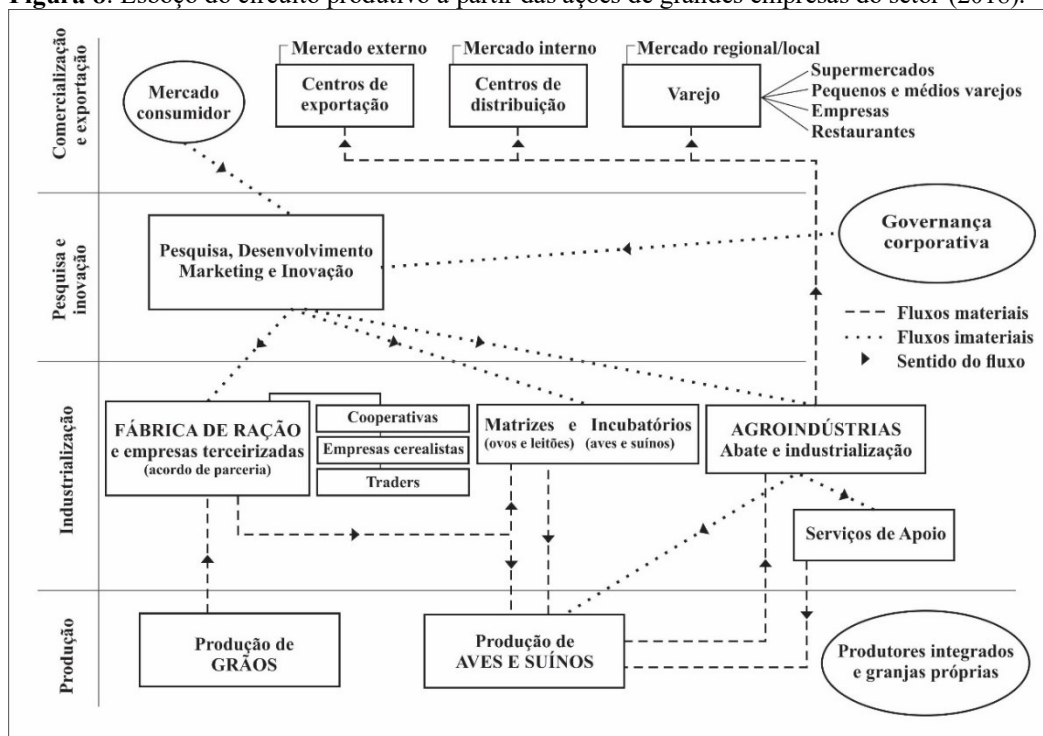 Figura 8: Esboço do circuito produtivo a partir das ações de grandes empresas do setor (2018).
Comercialização
e exportação
Mercado
consumidor
Mercado externo
Centros de
exportação
Mercado interno
Centros de
distribuição
Mercado regional/local
Varejo
Supermercados
Pequenos e médios varejos
Empresas
Restaurantes
Pesquisa e
inovação
Pesquisa, Desenvolvimento
Marketing e Inovação
Governança
corporativa
Fluxos materiais
Fluxos imateriais
Sentido do fluxo
Industrialização
FÁBRICA DE RAÇÃO
e empresas terceirizadas
(acordo de parceria)
Cooperativas
Empresas cerealistas
Traders
Matrizes e Incubatórios
(ovos e leitões) (aves e suínos)
AGROINDÚSTRIAS
Abate e industrialização
Serviços de Apoio
Produção
Produção de
GRÃOS
Produção de
AVES E SUÍNOS
Produtores integrados
e granjas próprias